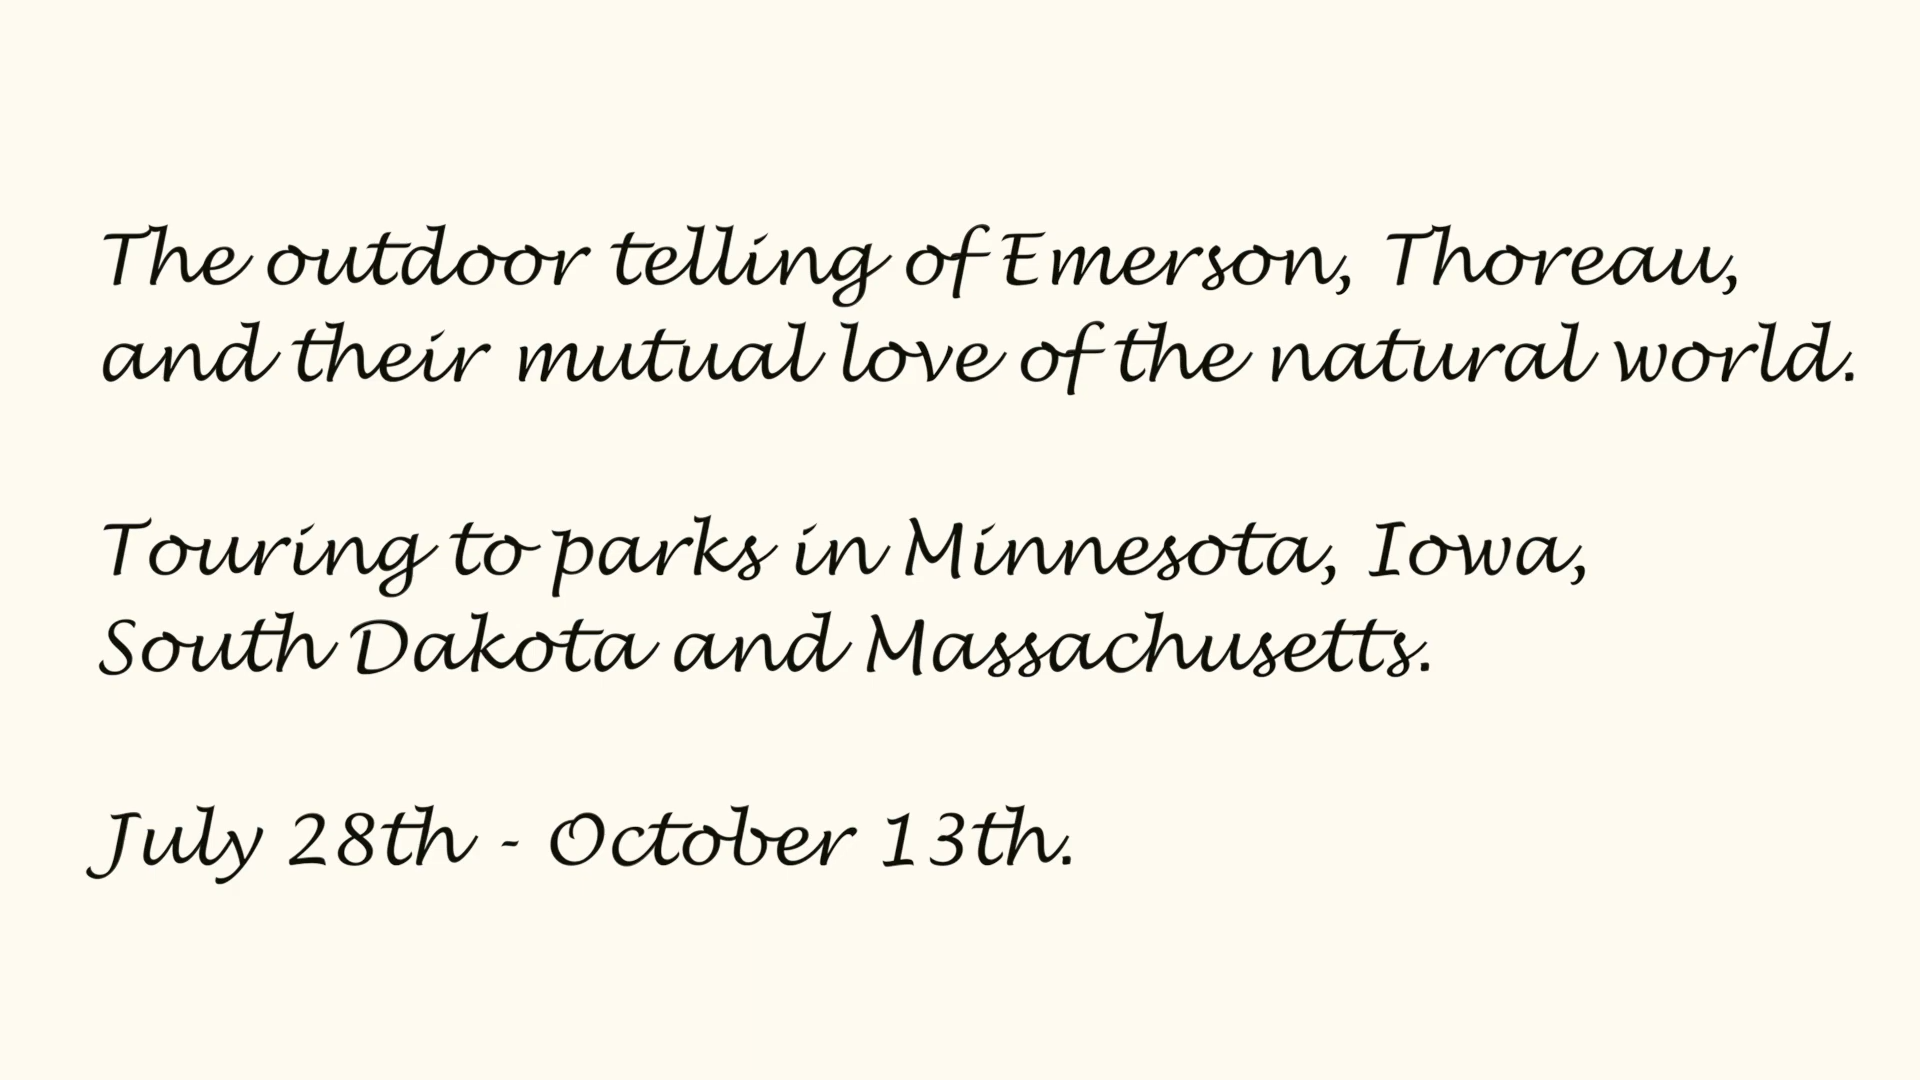 The outdoor telling of Emerson, Thoreau,
and their mutual love of the natural world.
Touring to parks in Minnesota, Iowa,
South Dakota and Massachusetts.
July 28th - October 13th.